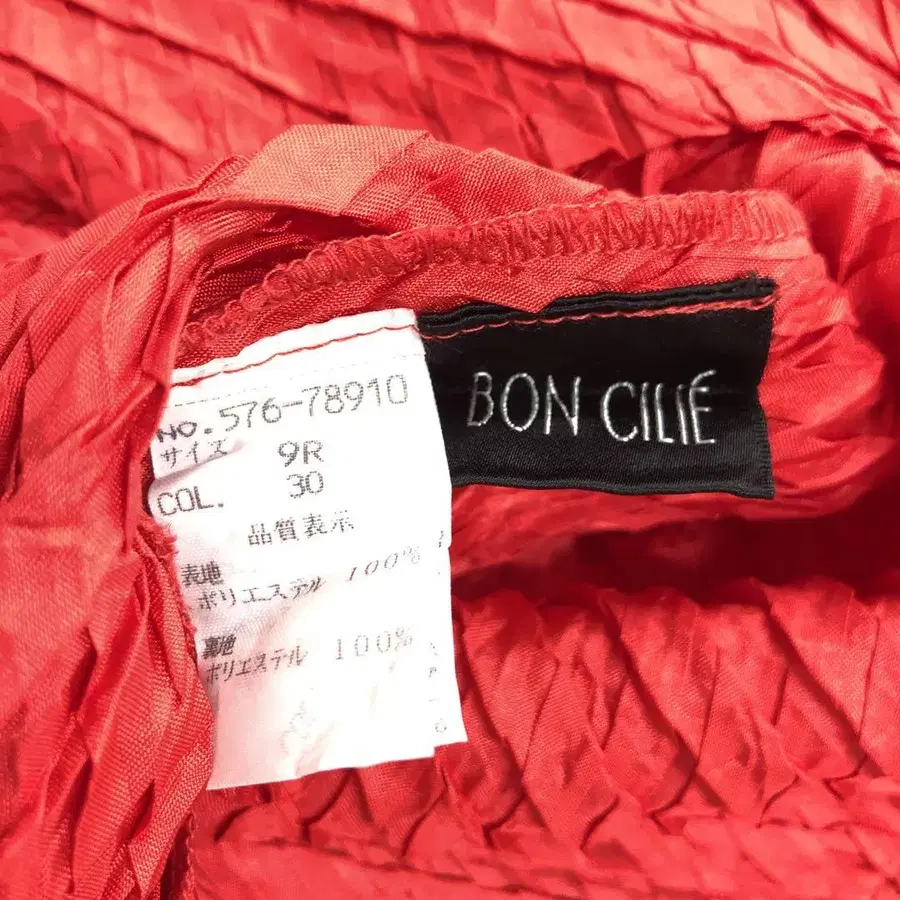 BON CILIÉ
NO. 576-78910
サイズ 9R
COL. 30
品質表示
表地
ポリエステル 100%
裏地
ポリエステル 100%